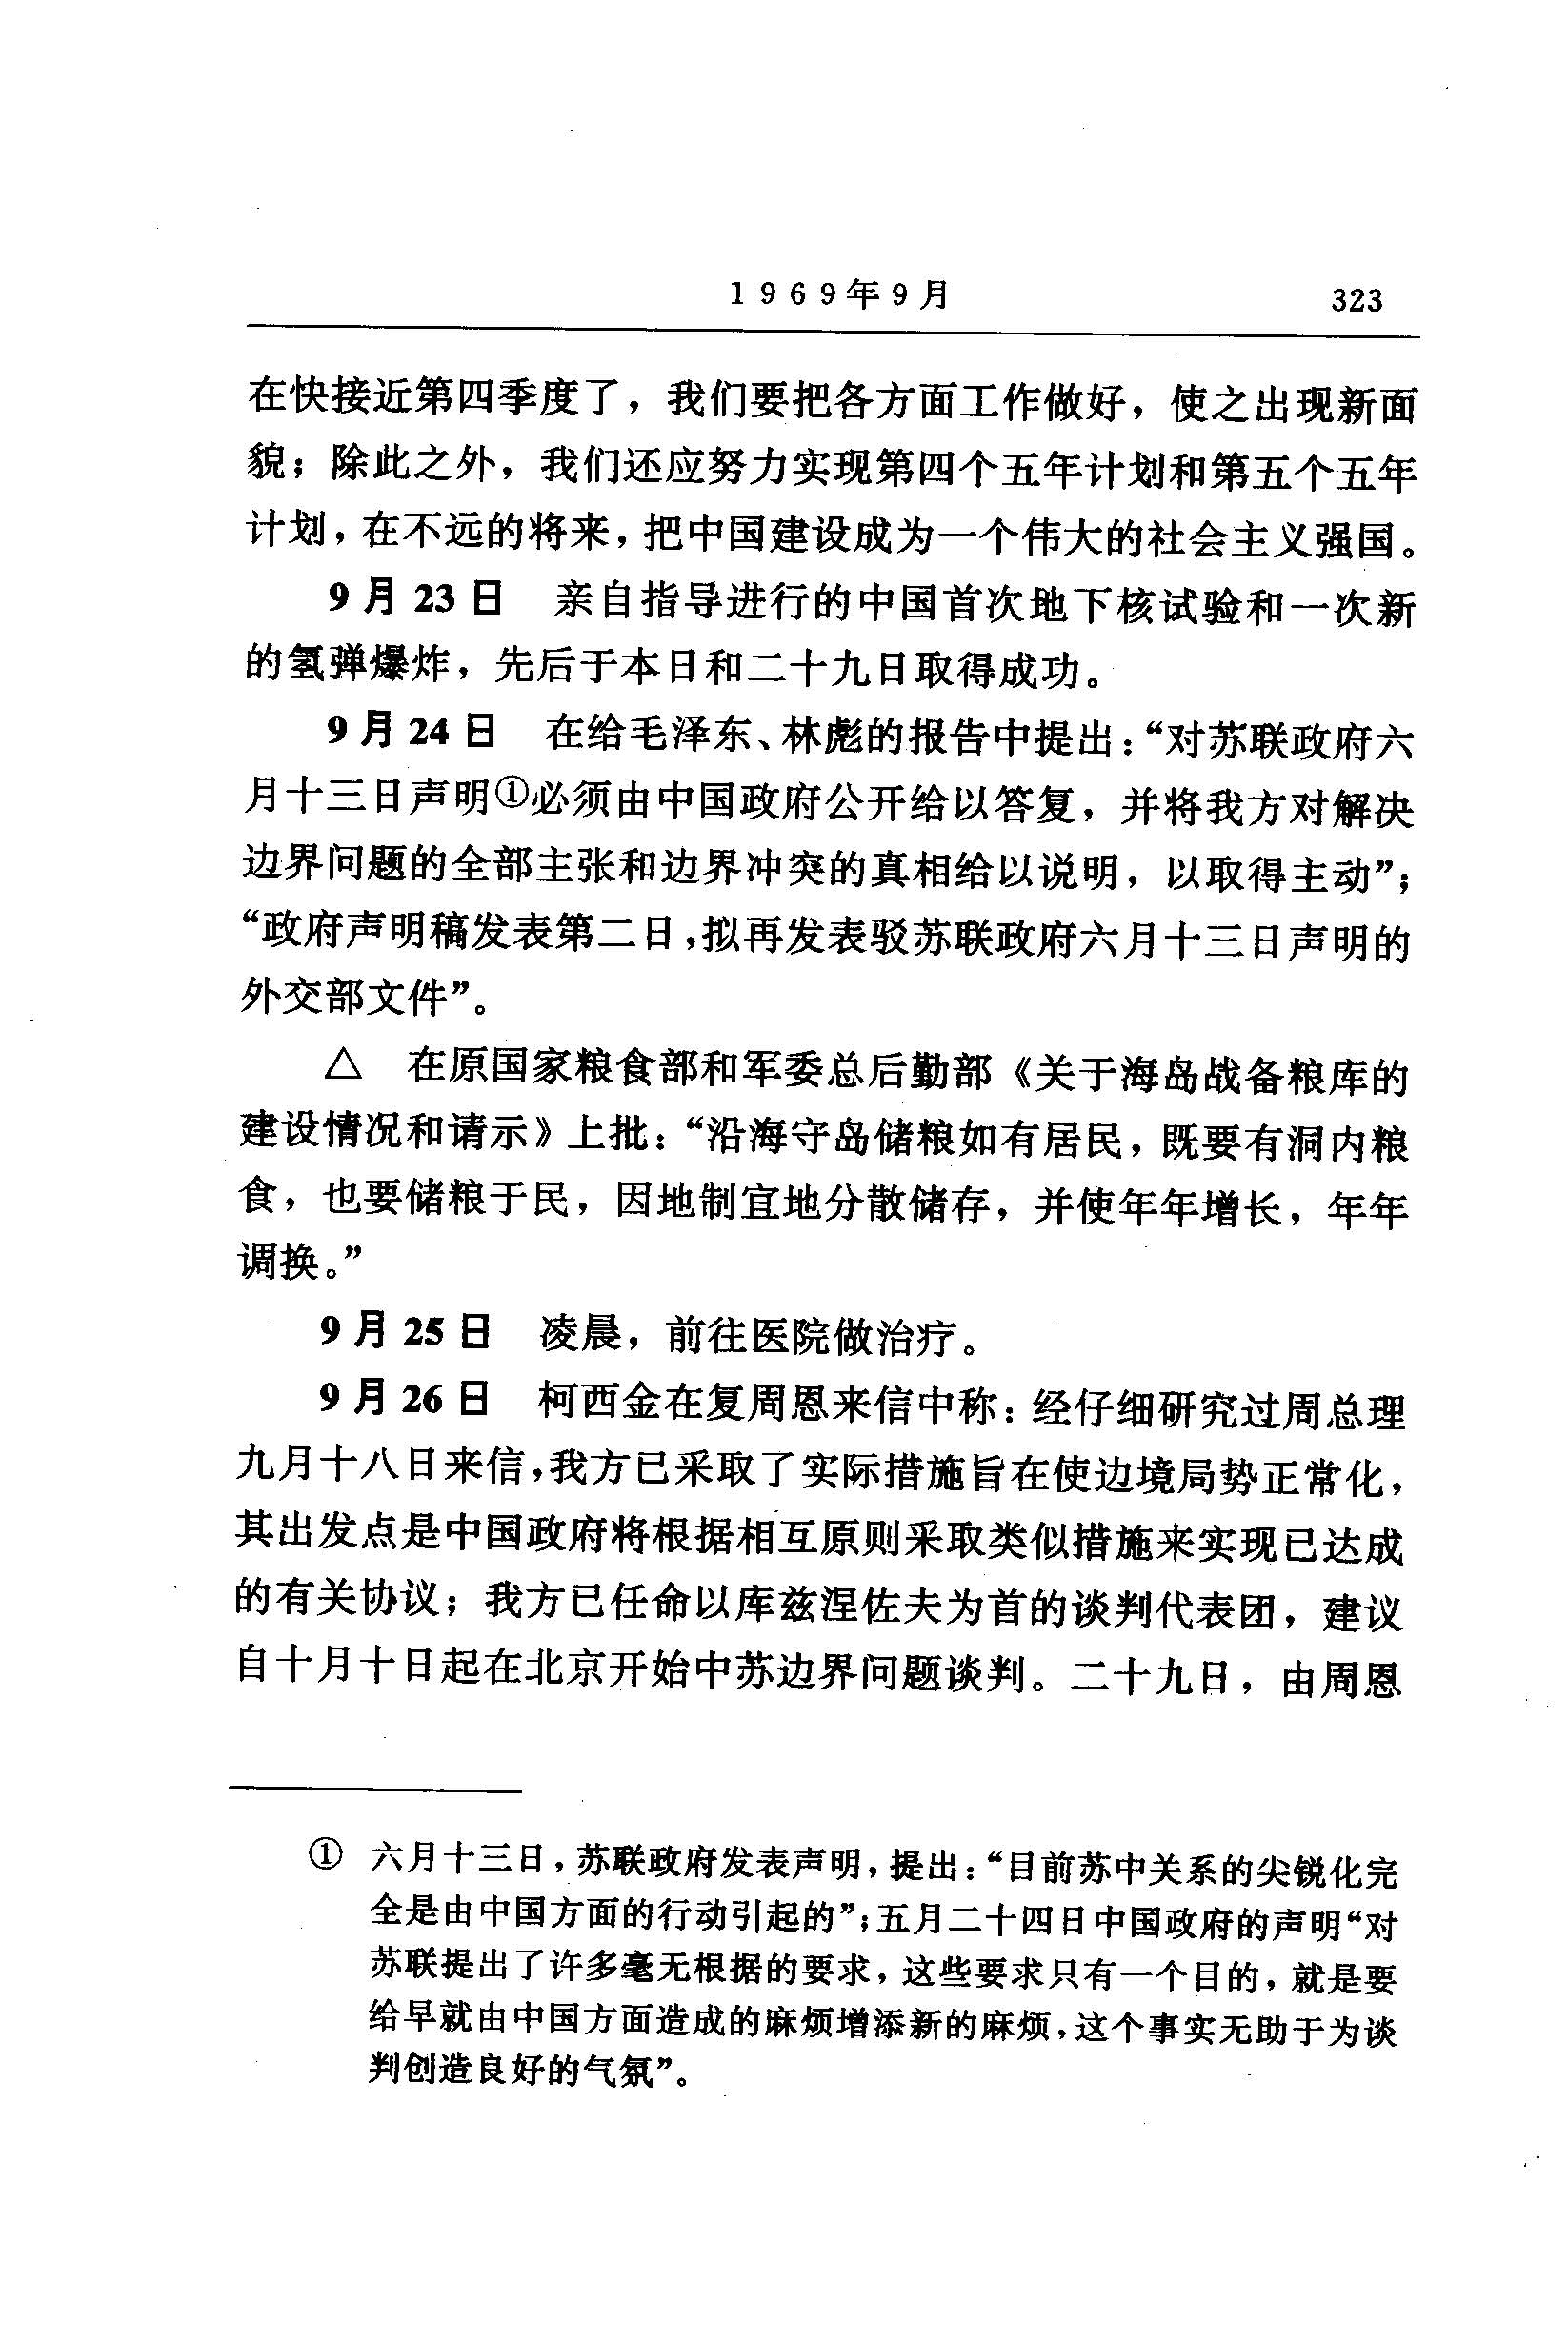 1969年9月 323
在快接近第四季度了，我们要把各方面工作做好，使之出现新面
貌；除此之外，我们还应努力实现第四个五年计划和第五个五年
计划，在不远的将来，把中国建设成为一个伟大的社会主义强国。
9月23日　亲自指导进行的中国首次地下核试验和一次新
的氢弹爆炸，先后于本日和二十九日取得成功。
9月24日　在给毛泽东、林彪的报告中提出：“对苏联政府六
月十三日声明①必须由中国政府公开给以答复，并将我方对解决
边界问题的全部主张和边界冲突的真相给以说明，以取得主动”；
“政府声明稿发表第二日，拟再发表驳苏联政府六月十三日声明的
外交部文件”。
△　在原国家粮食部和军委总后勤部《关于海岛战备粮库的
建设情况和请示》上批：“沿海守岛储粮如有居民，既要有洞内粮
食，也要储粮于民，因地制宜地分散储存，并使年年增长，年年
调换。”
9月25日　凌晨，前往医院做治疗。
9月26日　柯西金在复周恩来信中称：经仔细研究过周总理
九月十八日来信，我方已采取了实际措施旨在使边境局势正常化，
其出发点是中国政府将根据相互原则采取类似措施来实现已达成
的有关协议；我方已任命以库兹涅佐夫为首的谈判代表团，建议
自十月十日起在北京开始中苏边界问题谈判。二十九日，由周恩
①　六月十三日，苏联政府发表声明，提出：“目前苏中关系的尖锐化完
全是由中国方面的行动引起的”；五月二十四日中国政府的声明“对
苏联提出了许多毫无根据的要求，这些要求只有一个目的，就是要
给早就由中国方面造成的麻烦增添新的麻烦，这个事实无助于为谈
判创造良好的气氛”。